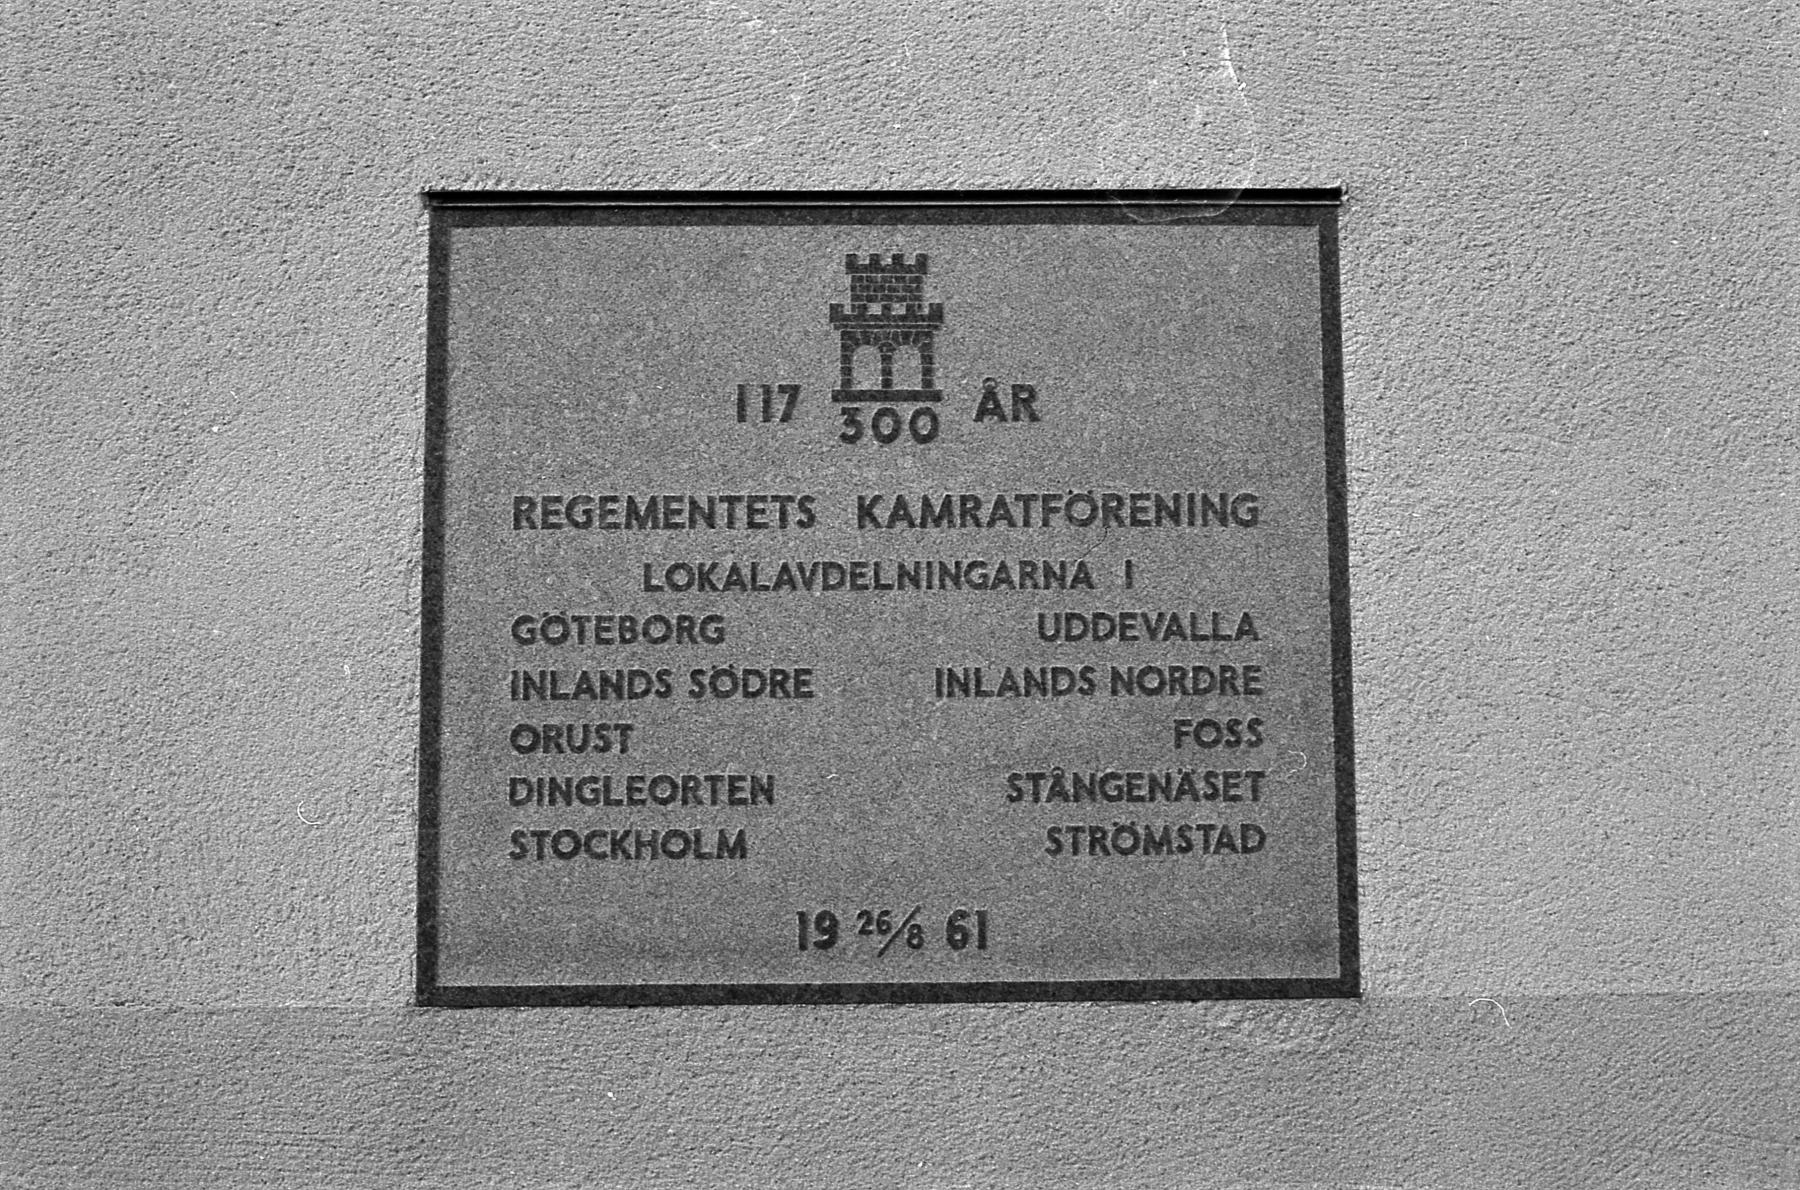 I 17 ÅR
300
REGEMENTETS KAMRATFÖRENING
LOKALAVDELNINGARNA I
GÖTEBORG UDDEVALLA
INLANDS SÖDRE INLANDS NORDRE
ORUST FOSS
DINGLEORTEN STÅNGENÄSET
STOCKHOLM STRÖMSTAD
19 26/8 61